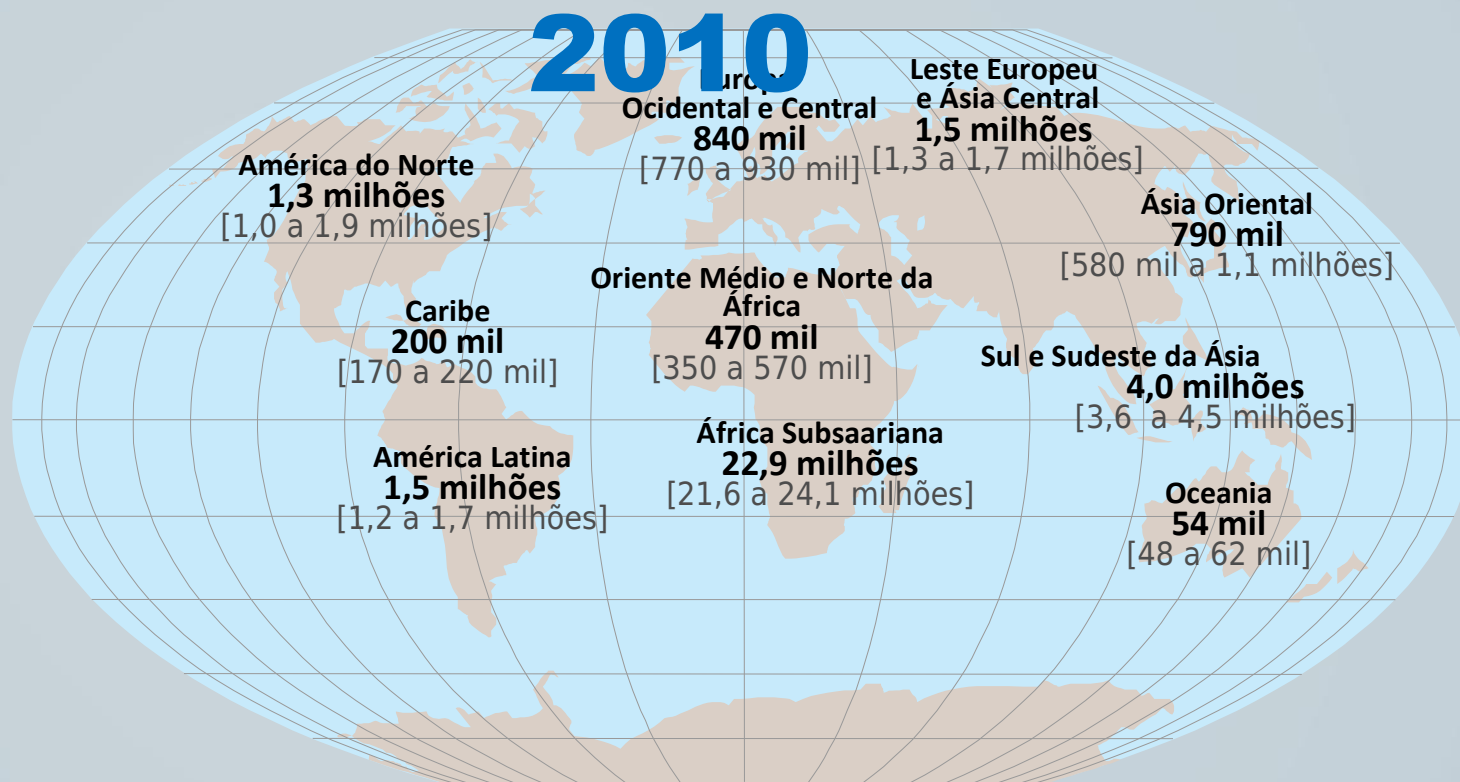 2010
Ocidental e Central
840 mil
[770 a 930 mil]
Leste Europeu
e Ásia Central
1,5 milhões
[1,3 a 1,7 milhões]
América do Norte
1,3 milhões
[1,0 a 1,9 milhões]
Ásia Oriental
790 mil
[580 mil a 1,1 milhões]
Oriente Médio e Norte da
África
470 mil
[350 a 570 mil]
Caribe
200 mil
[170 a 220 mil]
Sul e Sudeste da Ásia
4,0 milhões
[3,6 a 4,5 milhões]
África Subsaariana
22,9 milhões
[21,6 a 24,1 milhões]
América Latina
1,5 milhões
[1,2 a 1,7 milhões]
Oceania
54 mil
[48 a 62 mil]